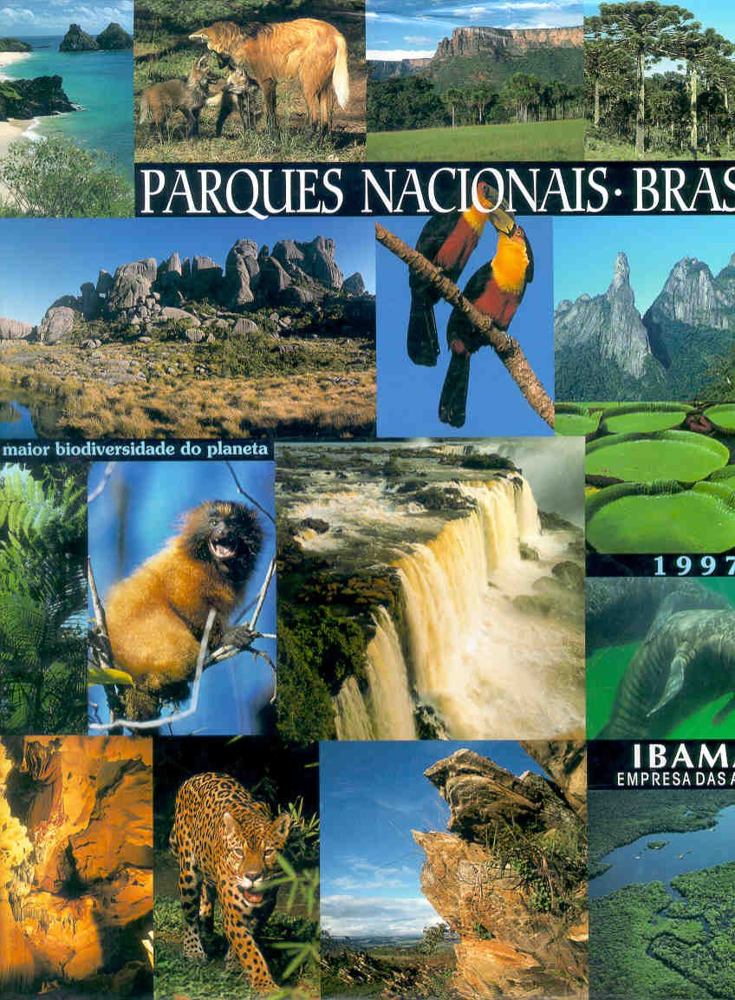 PARQUES NACIONAIS · BRAS
maior biodiversidade do planeta
1997
IBAMA
EMPRESA DAS A